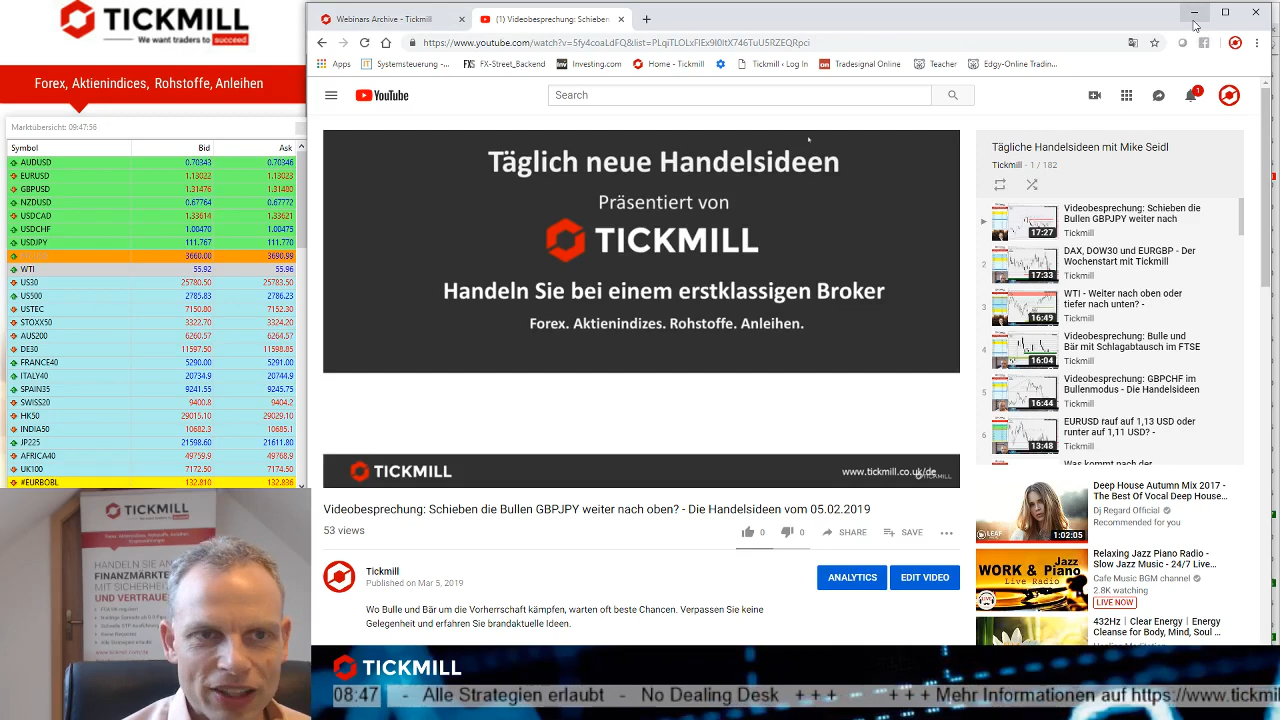 TICKMILL
We want traders to succeed
Forex, Aktienindices, Rohstoffe, Anleihen
Marktübersicht: 09:47:56
Symbol Bid Ask
AUDUSD 0.70343 0.70346
EURUSD 1.13022 1.13023
GBPUSD 1.31476 1.31480
NZDUSD 0.67764 0.67772
USDCAD 1.33614 1.33621
USDCHF 1.00470 1.00475
USDJPY 111.767 111.770
3660.00 3690.99
WTI 55.92 55.96
US30 25780.50 25783.50
US500 2785.83 2786.23
USTEC 7150.80 7152.30
STOXX50 3322.70 3324.20
AUS200 6260.57 6264.57
DE30 11597.50 11598.85
FRANCE40 5290.00 5291.00
ITALY40 20734.9 20744.9
SPAIN35 9241.55 9245.75
SWISS20 9400.8
HK50 29015.10 29029.10
INDIA50 10682.3 10685.1
JP225 21598.60 21611.80
AFRICA40 49759.9 49768.9
UK100 7172.50 7174.50
#EURBOBL 132.810 132.836
Webinars Archive - Tickmill
(1) Videobesprechung: Schieben
Apps
Systemsteuerung -...
FX-Street_Backend
Investing.com
Home - Tickmill
Tickmill • Log In
Tradesignal Online
Teacher
Edgy-Online Tradin...
YouTube
Search
1
Täglich neue Handelsideen
Präsentiert von
TICKMILL
Handeln Sie bei einem erstklassigen Broker
Forex. Aktienindizes. Rohstoffe. Anleihen.
TICKMILL
www.tickmill.co.uk/de
TICKMILL
Videobesprechung: Schieben die Bullen GBPJPY weiter nach oben? - Die Handelsideen vom 05.02.2019
53 views
0 0 SHARE SAVE
Tickmill
Published on Mar 5, 2019
ANALYTICS
EDIT VIDEO
Wo Bulle und Bär um die Vorherrschaft kämpfen, warten oft beste Chancen. Verpassen Sie keine
Gelegenheit und erfahren Sie brandaktuelle Ideen.
Tägliche Handelsideen mit Mike Seidl
Tickmill - 1 / 182
Videobesprechung: Schieben die
Bullen GBPJPY weiter nach
Tickmill
17:27
2
DAX, DOW30 und EURGBP - Der
Wochenstart mit Tickmill
Tickmill
17:33
3
WTI - Weiter nach oben oder
tiefer nach unten? -
Tickmill
16:49
4
Videobesprechung: Bulle und
Bär mit Schlagabtausch im FTSE
Tickmill
16:04
5
Videobesprechung: GBPCHF im
Bullenmodus - Die Handelsideen
Tickmill
16:44
6
EURUSD rauf auf 1,13 USD oder
runter auf 1,11 USD? -
Tickmill
13:48
Was kommt nach der
Deep House Autumn Mix 2017 -
The Best Of Vocal Deep House...
Dj Regard Official
Recommended for you
1:02:05
Relaxing Jazz Piano Radio -
Slow Jazz Music - 24/7 Live...
Cafe Music BGM channel
2.8K watching
LIVE NOW
WORK & PIANO
Live Radio
432Hz | Clear Energy | Energy
Cleanse for Body, Mind, Soul ...
TICKMILL
HANDELN SIE AN
FINANZMÄRKTE
MIT SICHERHEIT
UND VERTRAUE
TICKMILL
08:47 - Alle Strategien erlaubt - No Dealing Desk + + + + + + Mehr Informationen auf https://www.tickmi